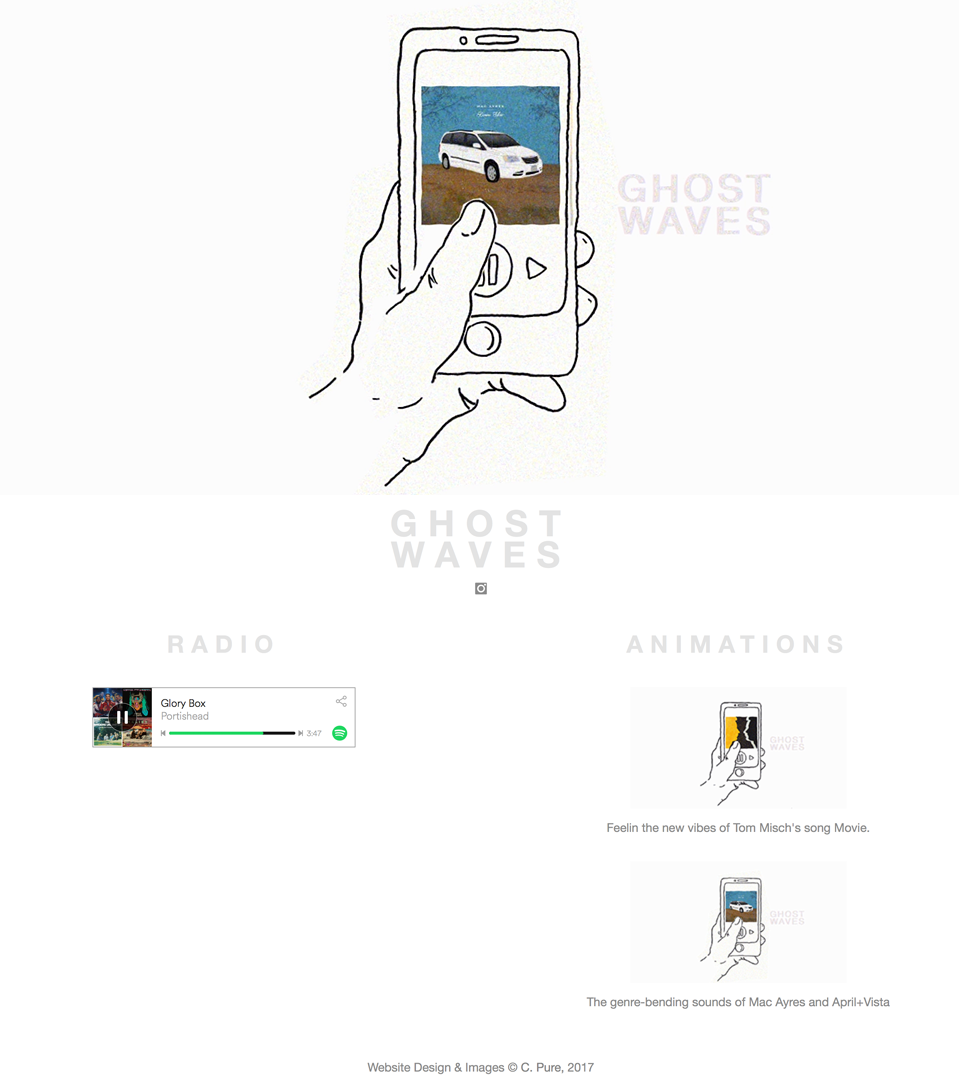 MAC AYRES
GHOST
WAVES
GHOST
WAVES
RADIO
ANIMATIONS
Glory Box
Portishead
3:47
GHOST
WAVES
Feelin the new vibes of Tom Misch's song Movie.
GHOST
WAVES
The genre-bending sounds of Mac Ayres and April+Vista
Website Design & Images © C. Pure, 2017